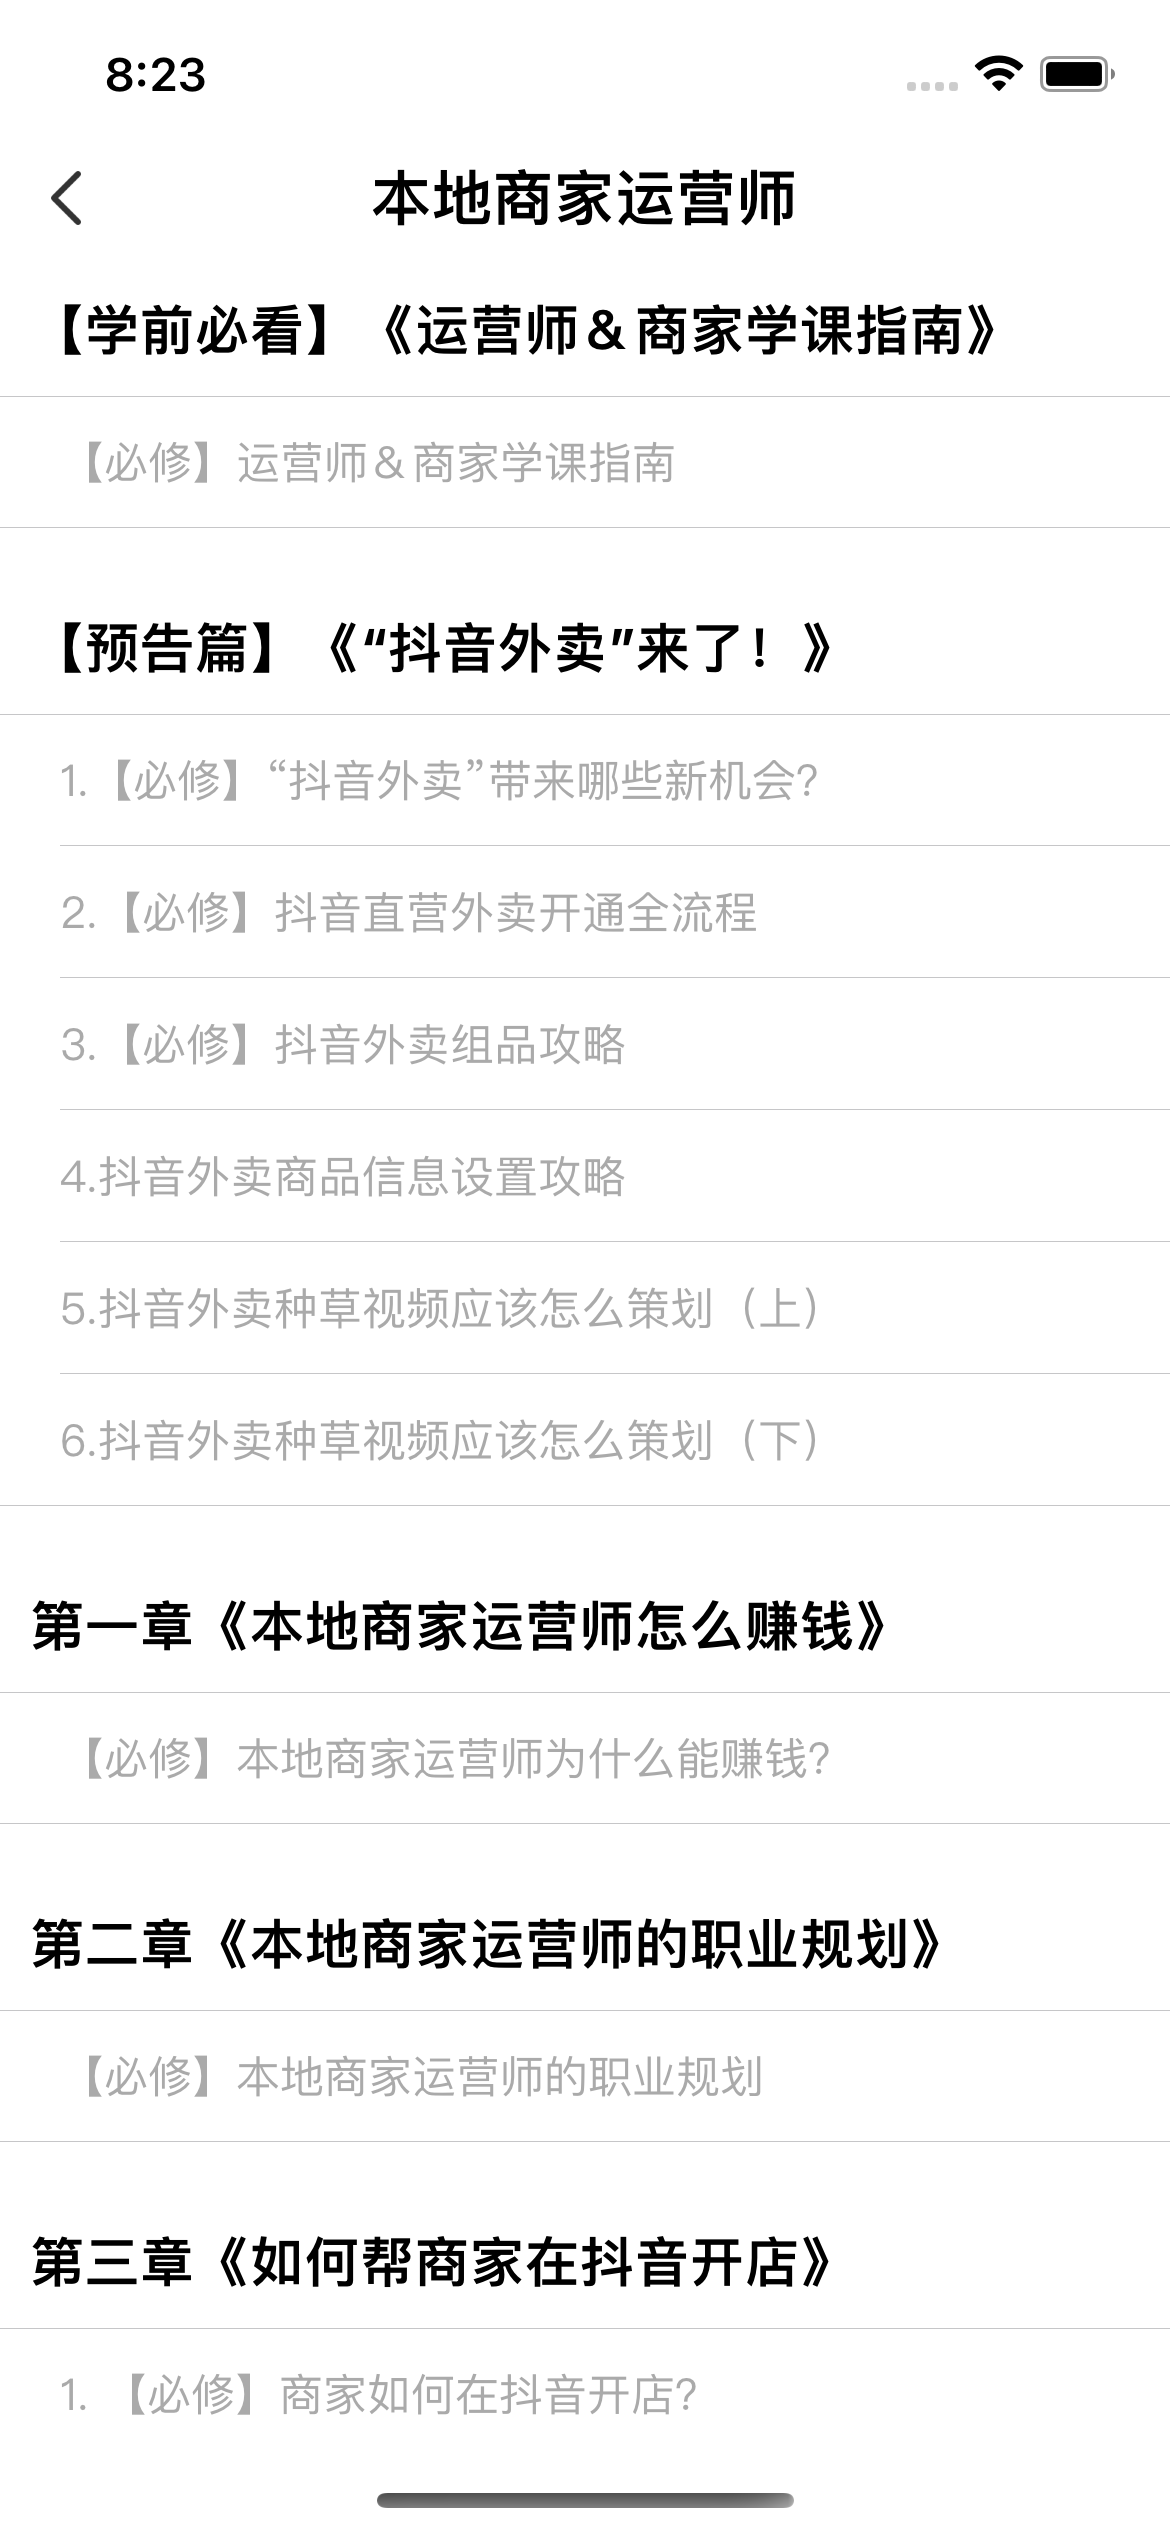 8:23
本地商家运营师
【学前必看】《运营师&商家学课指南》
【必修】运营师&商家学课指南
【预告篇】《“抖音外卖”来了！》
1.【必修】“抖音外卖”带来哪些新机会?
2.【必修】抖音直营外卖开通全流程
3.【必修】抖音外卖组品攻略
4.抖音外卖商品信息设置攻略
5.抖音外卖种草视频应该怎么策划（上）
6.抖音外卖种草视频应该怎么策划（下）
第一章《本地商家运营师怎么赚钱》
【必修】本地商家运营师为什么能赚钱?
第二章《本地商家运营师的职业规划》
【必修】本地商家运营师的职业规划
第三章《如何帮商家在抖音开店》
1. 【必修】商家如何在抖音开店?